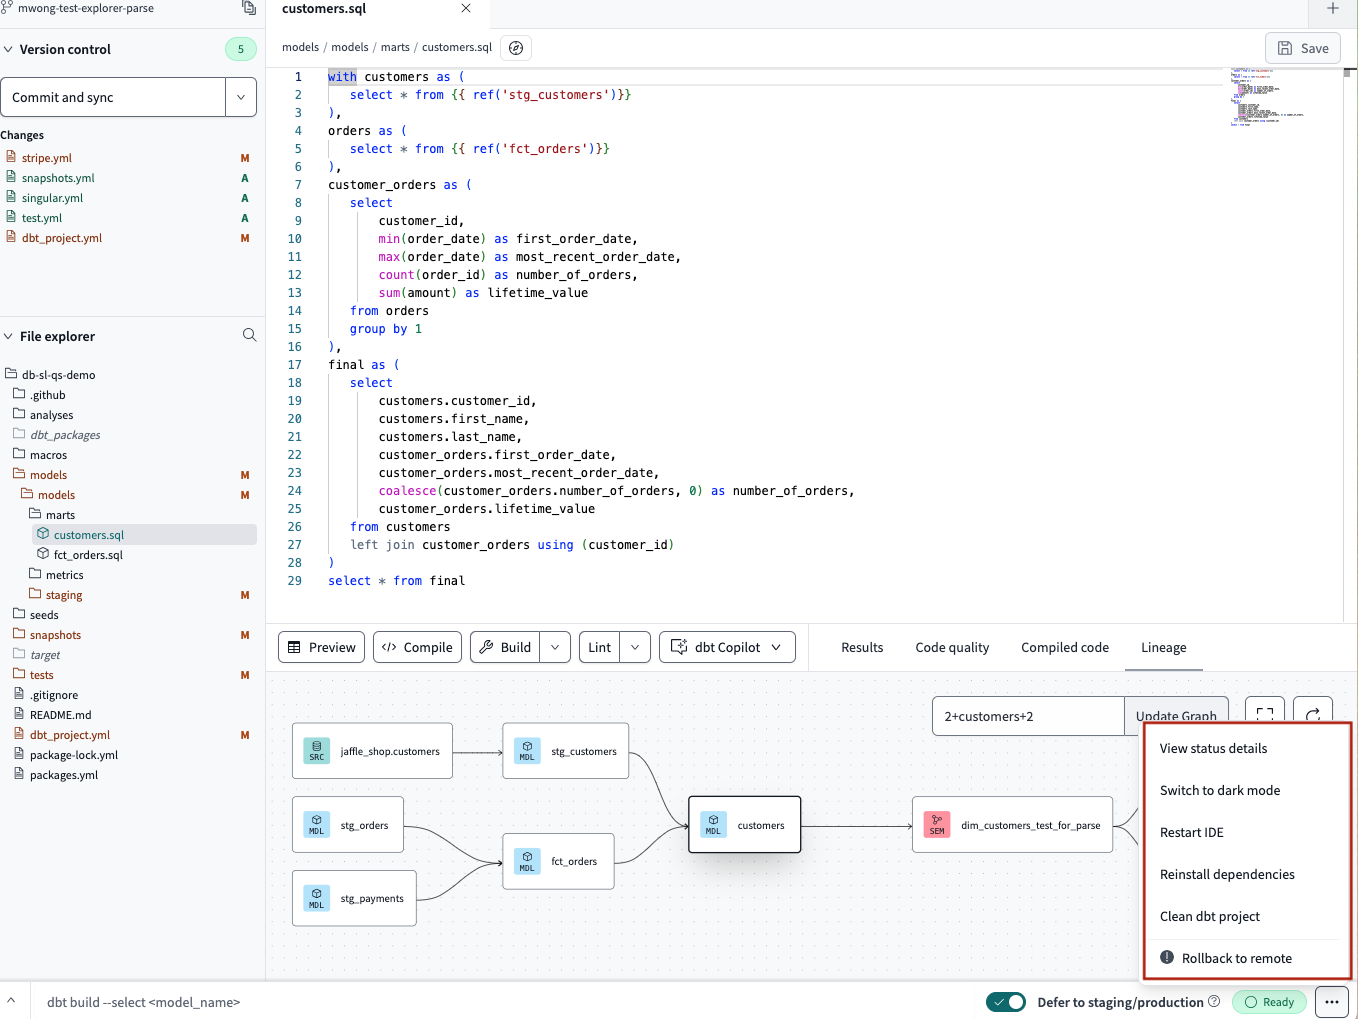 mwong-test-explorer-parse
Version control
5
Commit and sync
Changes
stripe.yml M
snapshots.yml A
singular.yml A
test.yml A
dbt_project.yml M
File explorer
db-sl-qs-demo
.github
analyses
dbt_packages
macros
models M
models M
marts
customers.sql
fct_orders.sql
metrics
staging M
seeds
snapshots M
target
tests M
.gitignore
README.md
dbt_project.yml M
package-lock.yml
packages.yml
customers.sql
models / models / marts / customers.sql
Save
1 with customers as (
2 select * from {{ ref('stg_customers')}}
3 ),
4 orders as (
5 select * from {{ ref('fct_orders')}}
6 ),
7 customer_orders as (
8 select
9 customer_id,
10 min(order_date) as first_order_date,
11 max(order_date) as most_recent_order_date,
12 count(order_id) as number_of_orders,
13 sum(amount) as lifetime_value
14 from orders
15 group by 1
16 ),
17 final as (
18 select
19 customers.customer_id,
20 customers.first_name,
21 customers.last_name,
22 customer_orders.first_order_date,
23 customer_orders.most_recent_order_date,
24 coalesce(customer_orders.number_of_orders, 0) as number_of_orders,
25 customer_orders.lifetime_value
26 from customers
27 left join customer_orders using (customer_id)
28 )
29 select * from final
Preview
</> Compile
Build
Lint
dbt Copilot
Results
Code quality
Compiled code
Lineage
2+customers+2
Update Graph
SRC jaffle_shop.customers
MDL stg_customers
MDL stg_orders
MDL fct_orders
MDL stg_payments
MDL customers
SEM dim_customers_test_for_parse
View status details
Switch to dark mode
Restart IDE
Reinstall dependencies
Clean dbt project
Rollback to remote
dbt build --select <model_name>
Defer to staging/production
Ready